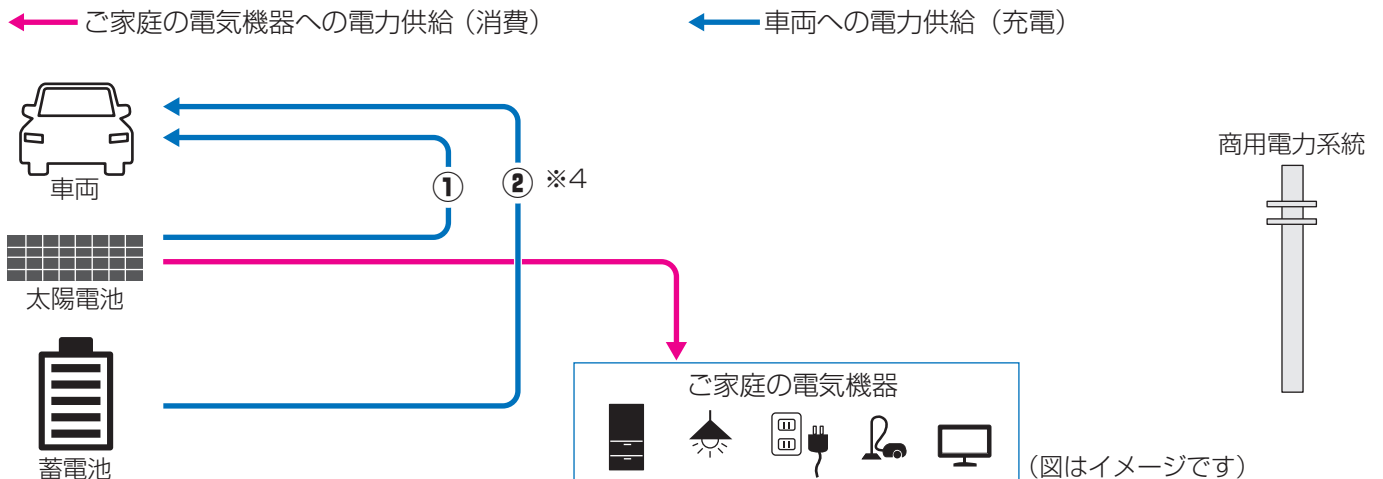 ご家庭の電気機器への電力供給（消費）
車両への電力供給（充電）
車両
① ② ※4
商用電力系統
太陽電池
ご家庭の電気機器
蓄電池
（図はイメージです）